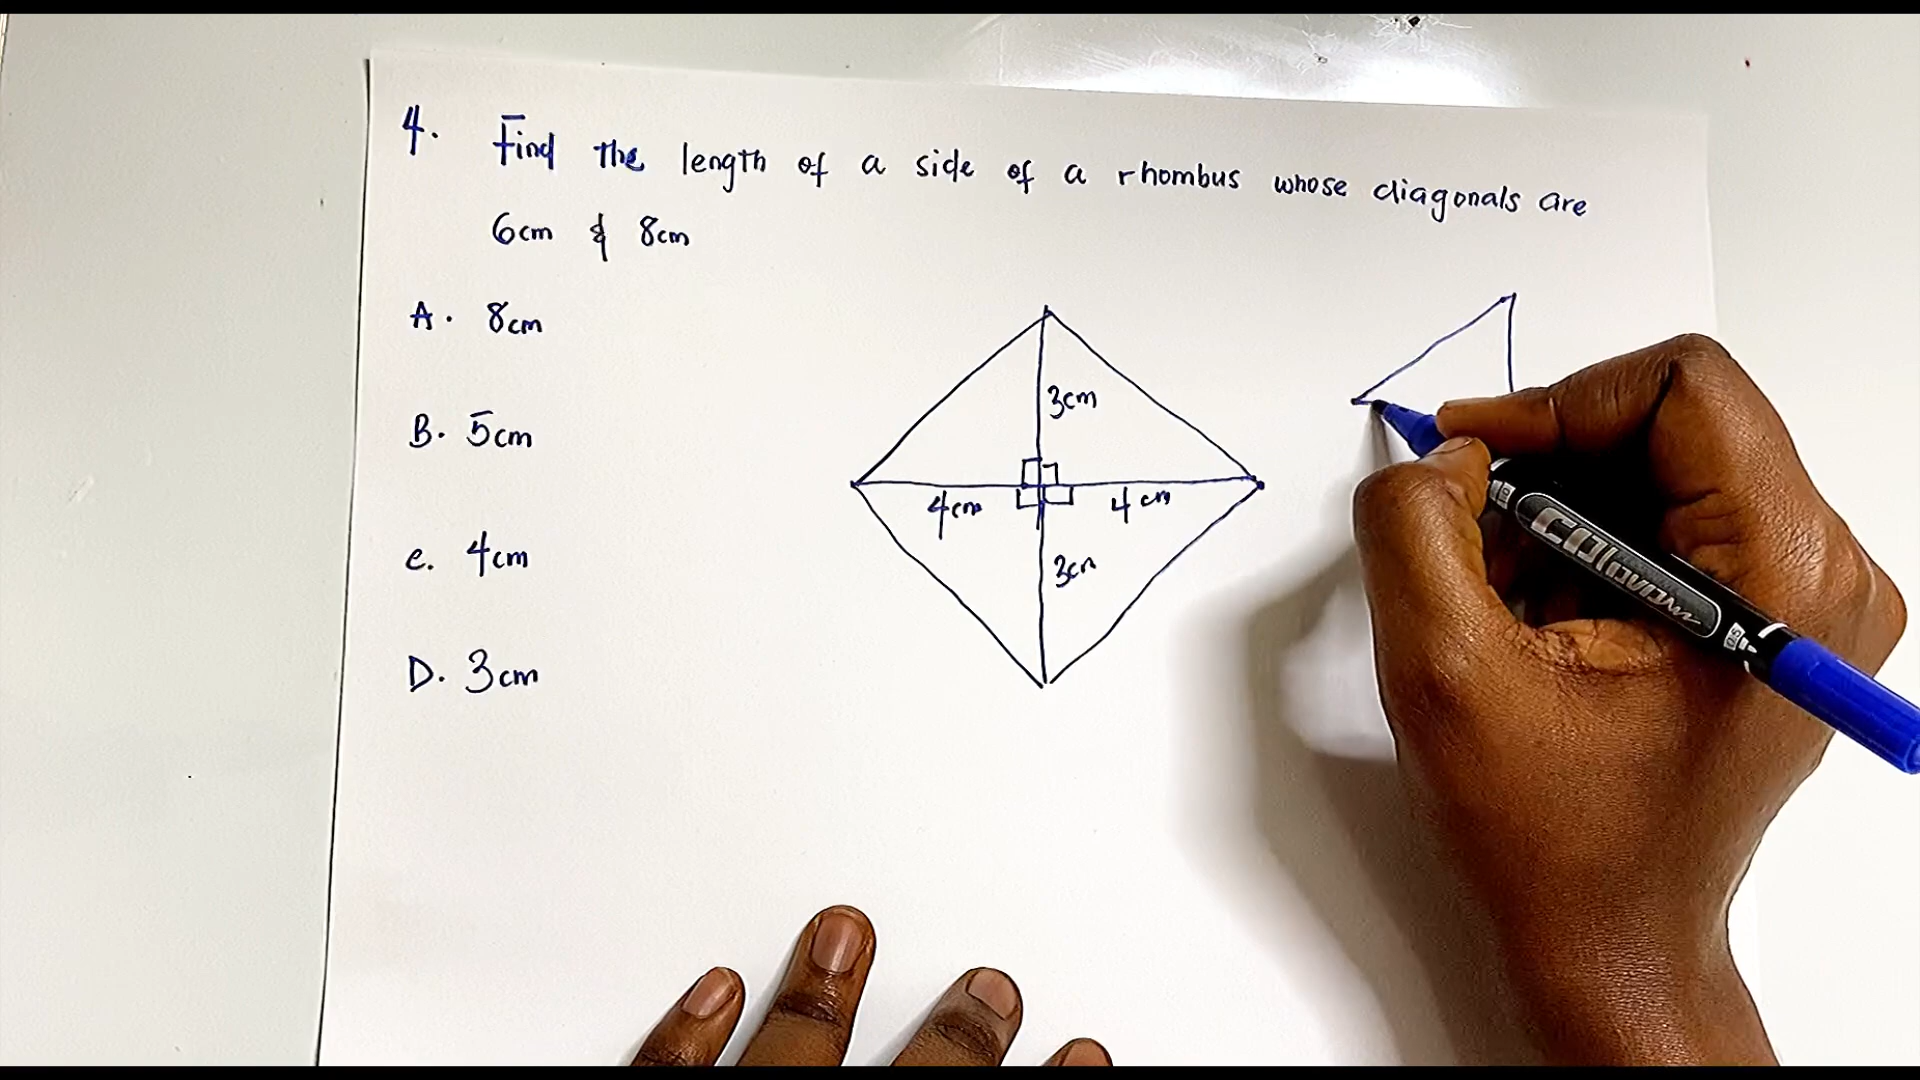 4. Find the length of a side of a rhombus whose diagonals are
6cm & 8cm
A. 8cm
B. 5cm
C. 4cm
D. 3cm
3cm
4cm 4cm
3cm